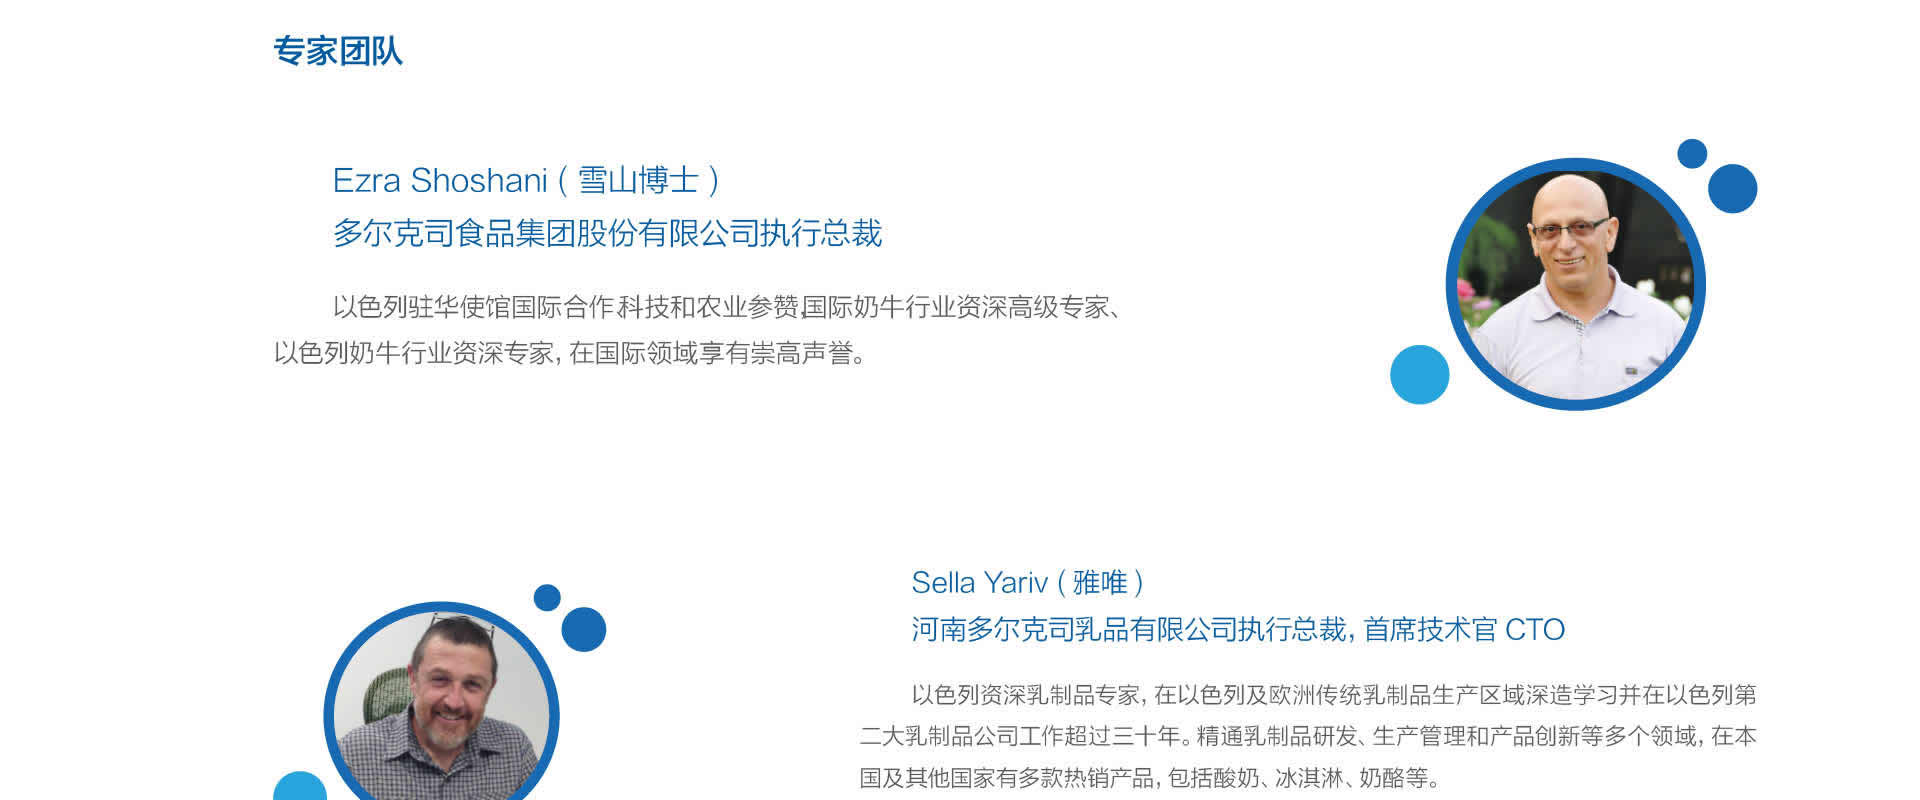 专家团队
Ezra Shoshani ( 雪山博士 )
多尔克司食品集团股份有限公司执行总裁
以色列驻华使馆国际合作、科技和农业参赞,国际奶牛行业资深高级专家、
以色列奶牛行业资深专家, 在国际领域享有崇高声誉。
Sella Yariv ( 雅唯 )
河南多尔克司乳品有限公司执行总裁, 首席技术官 CTO
以色列资深乳制品专家, 在以色列及欧洲传统乳制品生产区域深造学习并在以色列第
二大乳制品公司工作超过三十年。精通乳制品研发、生产管理和产品创新等多个领域, 在本
国及其他国家有多款热销产品, 包括酸奶、冰淇淋、奶酪等。